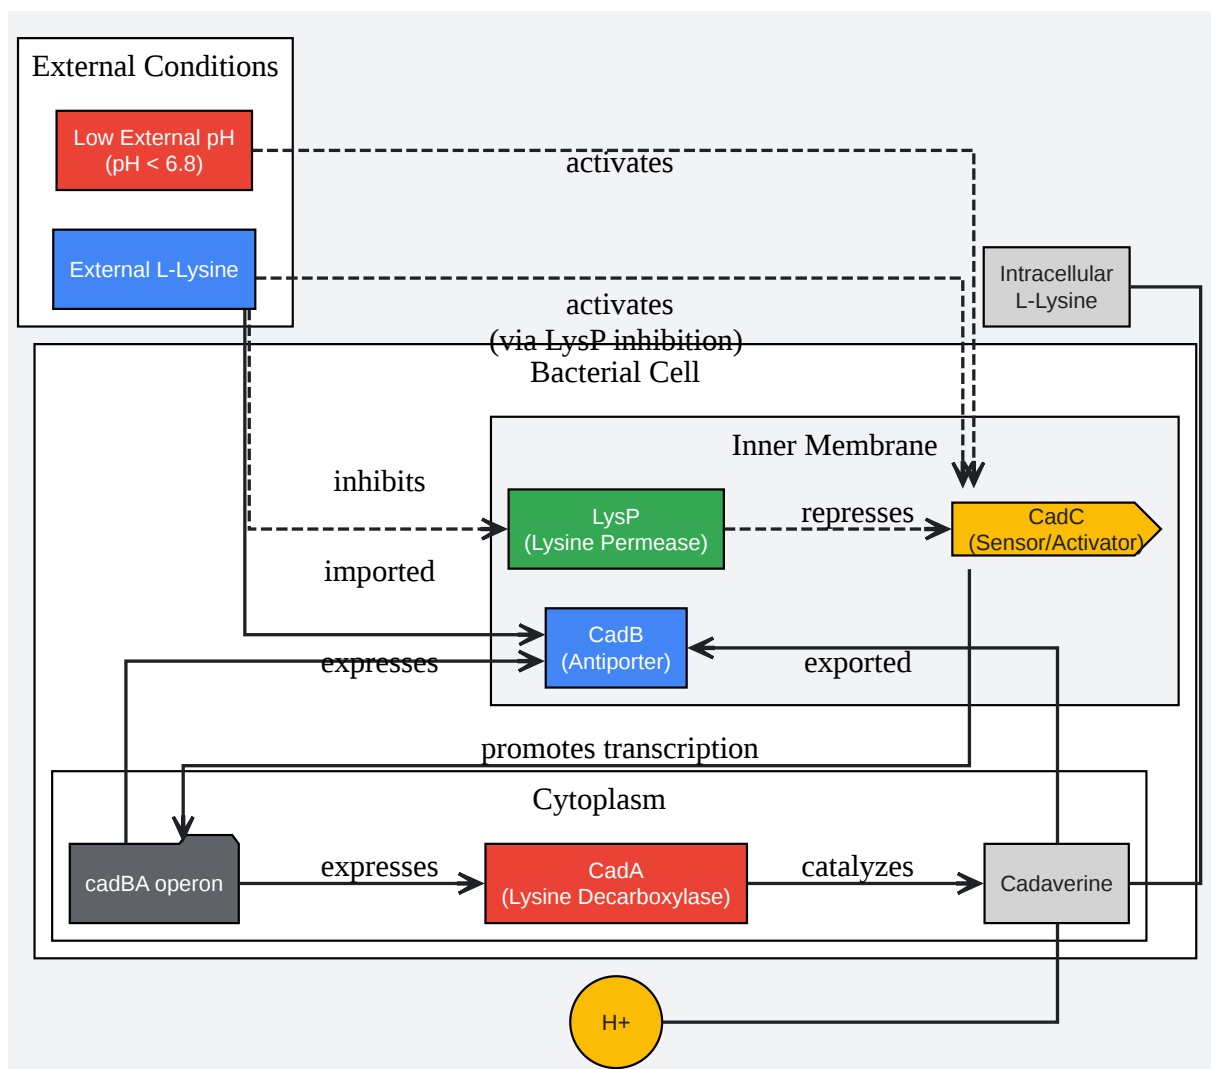 External Conditions
Low External pH
(pH < 6.8)
activates
External L-Lysine
Intracellular
L-Lysine
activates
(via LysP inhibition)
Bacterial Cell
Inner Membrane
inhibits
LysP
(Lysine Permease)
represses
CadC
(Sensor/Activator)
imported
CadB
(Antiporter)
expresses
exported
promotes transcription
Cytoplasm
cadBA operon
expresses
CadA
(Lysine Decarboxylase)
catalyzes
Cadaverine
H+